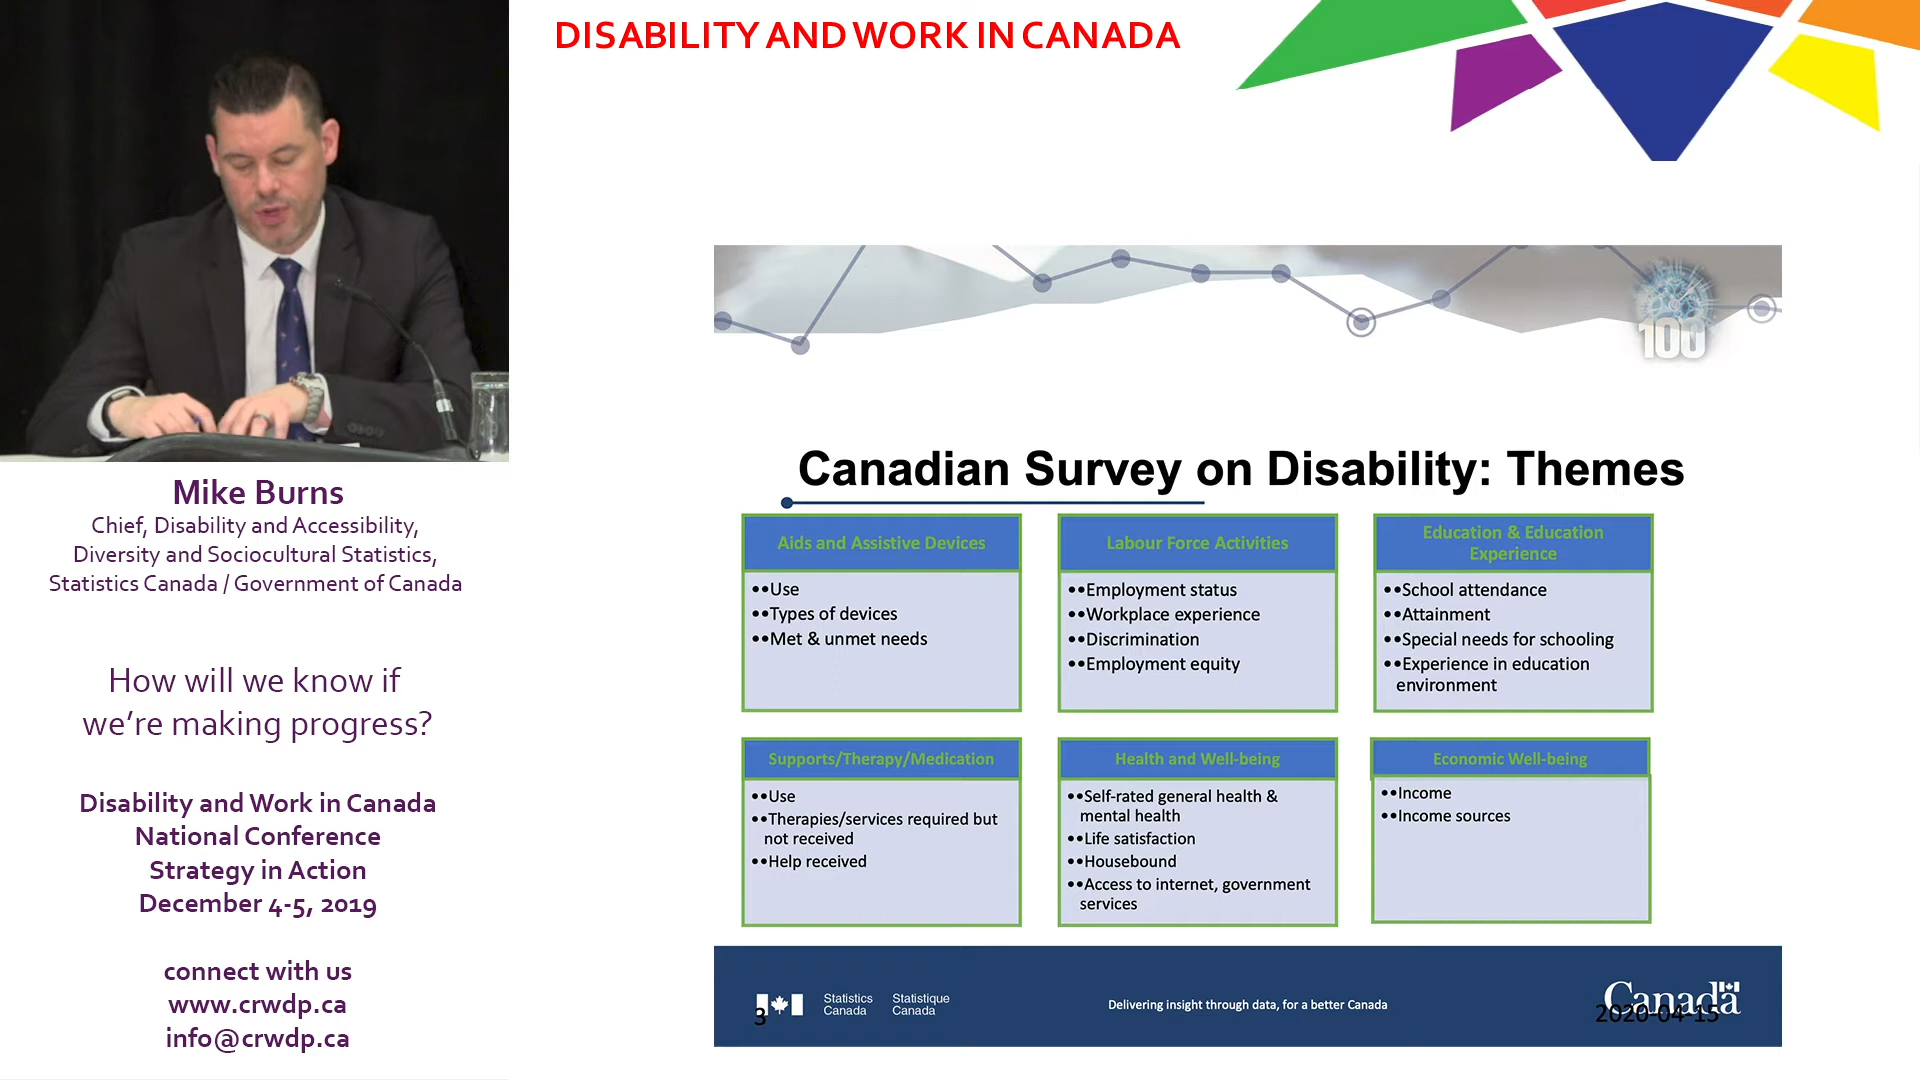 DISABILITY AND WORK IN CANADA
100
Mike Burns
Chief, Disability and Accessibility,
Diversity and Sociocultural Statistics,
Statistics Canada / Government of Canada
How will we know if
we're making progress?
Disability and Work in Canada
National Conference
Strategy in Action
December 4-5, 2019
connect with us
www.crwdp.ca
info@crwdp.ca
Canadian Survey on Disability: Themes
Aids and Assistive Devices
••Use
••Types of devices
••Met & unmet needs
Labour Force Activities
••Employment status
••Workplace experience
••Discrimination
••Employment equity
Education & Education
Experience
••School attendance
••Attainment
••Special needs for schooling
••Experience in education
environment
Supports/Therapy/Medication
••Use
••Therapies/services required but
not received
••Help received
Health and Well-being
••Self-rated general health &
mental health
••Life satisfaction
••Housebound
••Access to internet, government
services
Economic Well-being
••Income
••Income sources
3
Statistics
Canada
Statistique
Canada
Delivering insight through data, for a better Canada
Canada
2020-04-15